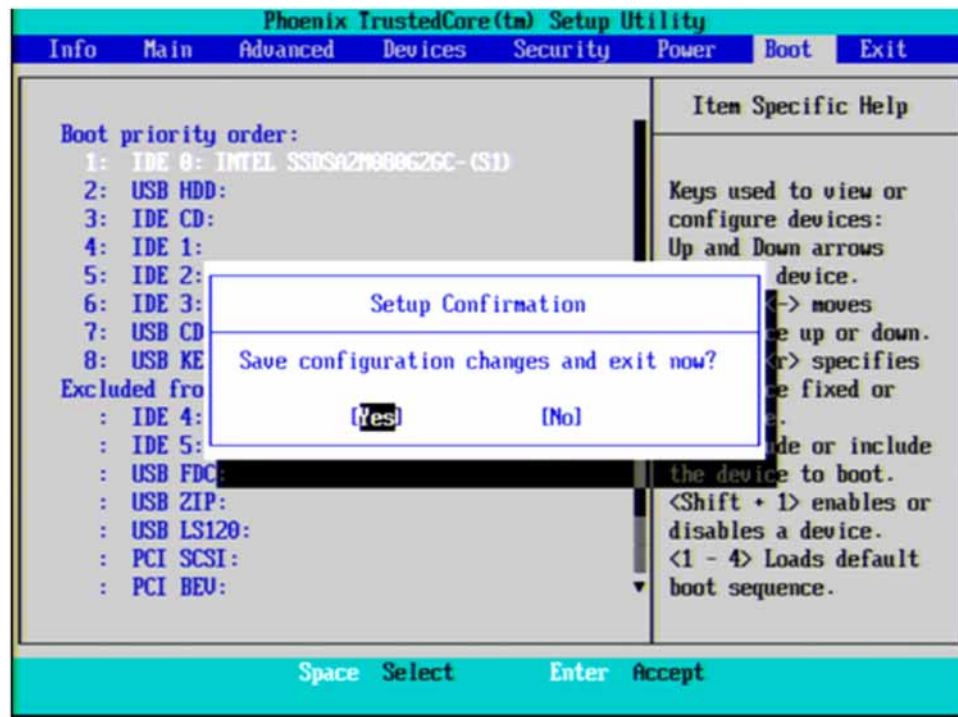 Phoenix TrustedCore(tm) Setup Utility
Info Main Advanced Devices Security Power Boot Exit
Boot priority order:
1: IDE 0: INTEL SSDSA2M080G2GC-(S1)
2: USB HDD:
3: IDE CD:
4: IDE 1:
5: IDE 2:
6: IDE 3:
7: USB CD
8: USB KE
Excluded fro
: IDE 4:
: IDE 5:
: USB FDC:
: USB ZIP:
: USB LS120:
: PCI SCSI:
: PCI BEV:
Setup Confirmation
Save configuration changes and exit now?
[Yes] [No]
Item Specific Help
Keys used to view or
configure devices:
Up and Down arrows
device.
<-> moves
e up or down.
r> specifies
e fixed or
e.
de or include
the device to boot.
<Shift + 1> enables or
disables a device.
<1 - 4> Loads default
boot sequence.
Space Select Enter Accept